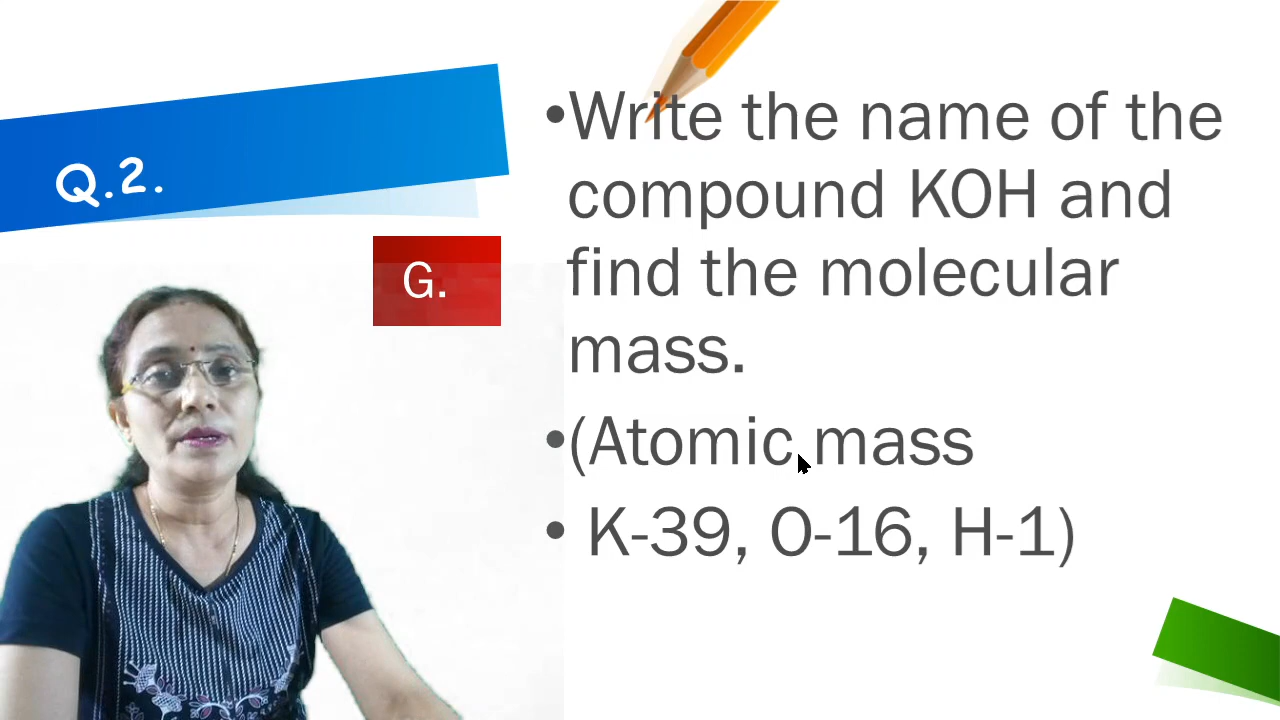 Q.2.
G.
•Write the name of the
compound KOH and
find the molecular
mass.
•(Atomic mass
• K-39, O-16, H-1)